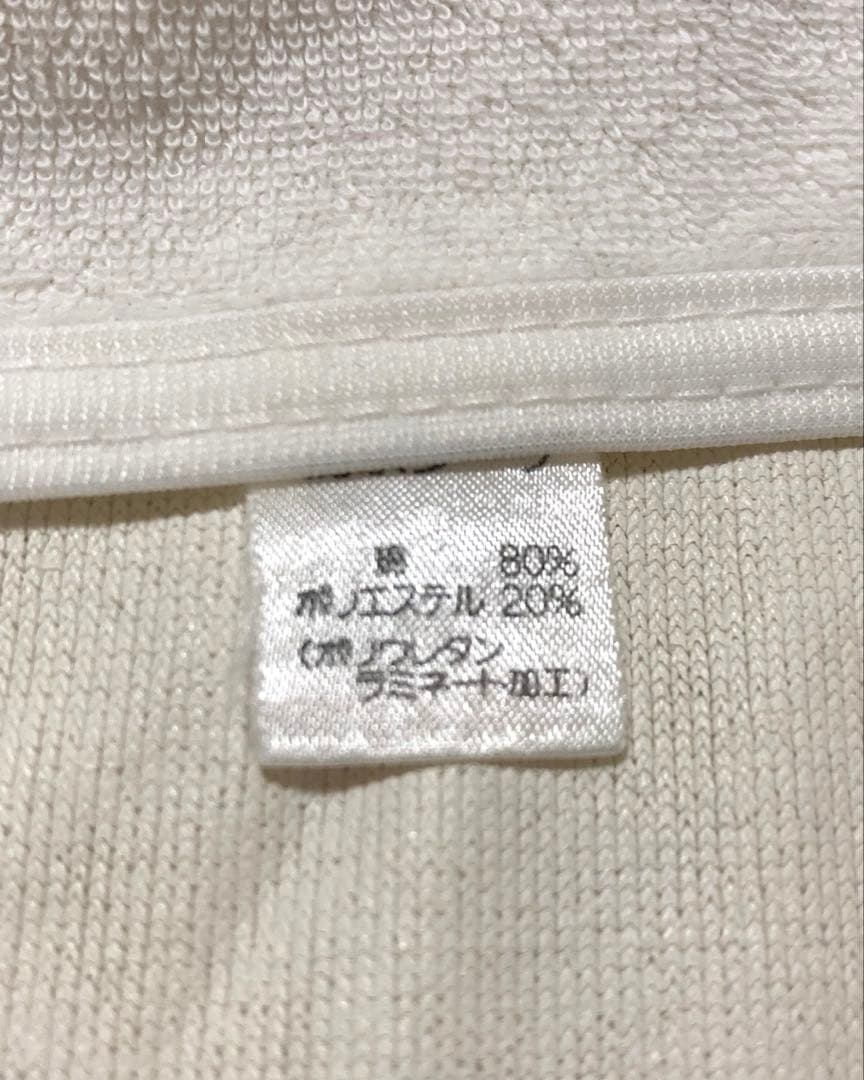 綿 80%
ポリエステル 20%
(ポリウレタン
ラミネート加工)